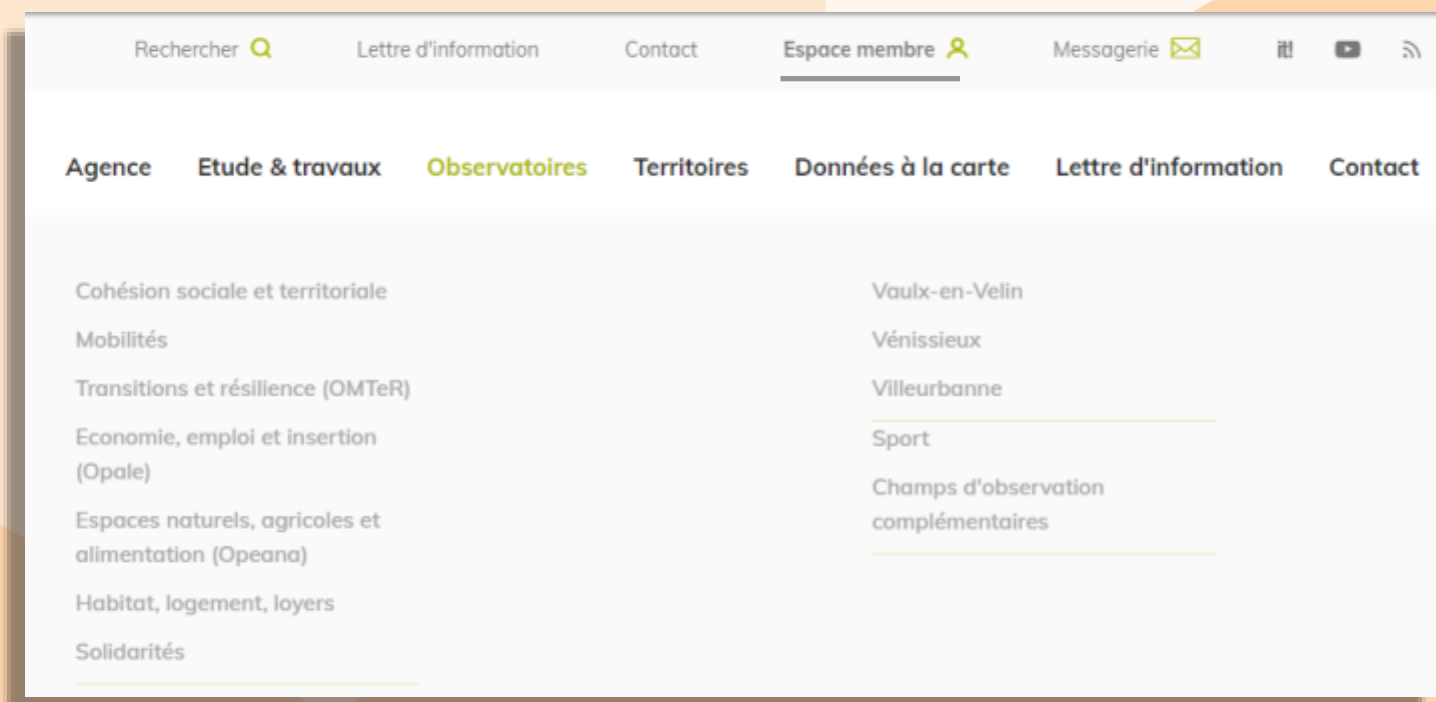 Rechercher
Lettre d'information
Contact
Espace membre
Messagerie
it!
Agence
Etude & travaux
Observatoires
Territoires
Données à la carte
Lettre d'information
Contact
Cohésion sociale et territoriale
Mobilités
Transitions et résilience (OMTeR)
Economie, emploi et insertion
(Opale)
Espaces naturels, agricoles et
alimentation (Opeana)
Habitat, logement, loyers
Solidarités
Vaulx-en-Velin
Vénissieux
Villeurbanne
Sport
Champs d'observation
complémentaires